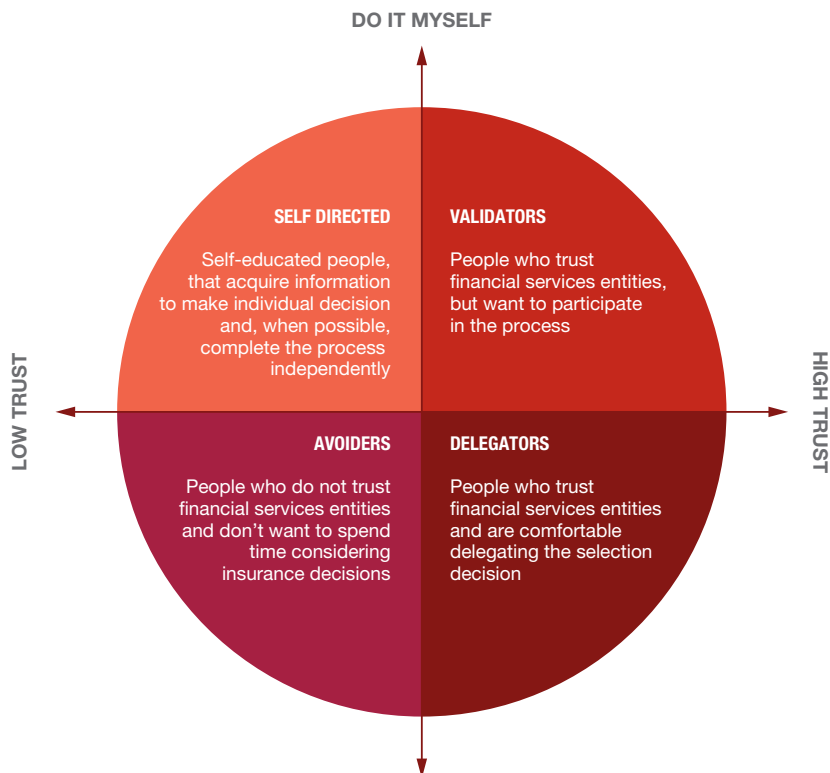 DO IT MYSELF
SELF DIRECTED
Self-educated people,
that acquire information
to make individual decision
and, when possible,
complete the process
independently
VALIDATORS
People who trust
financial services entities,
but want to participate
in the process
LOW TRUST
HIGH TRUST
AVOIDERS
People who do not trust
financial services entities
and don't want to spend
time considering
insurance decisions
DELEGATORS
People who trust
financial services entities
and are comfortable
delegating the selection
decision